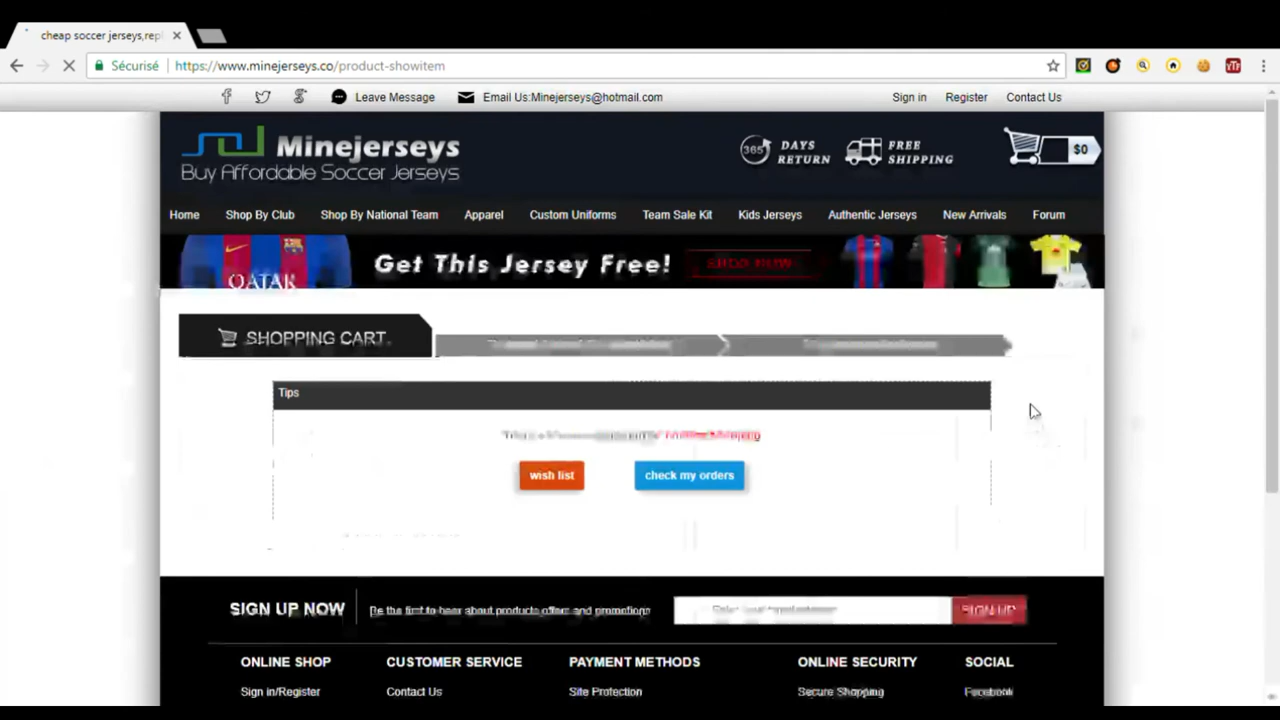 cheap soccer jerseys,repl
Sécurisé https://www.minejerseys.co/product-showitem
Leave Message Email Us:Minejerseys@hotmail.com Sign in Register Contact Us
Minejerseys
Buy Affordable Soccer Jerseys
365 DAYS RETURN
FREE SHIPPING
$0
Home Shop By Club Shop By National Team Apparel Custom Uniforms Team Sale Kit Kids Jerseys Authentic Jerseys New Arrivals Forum
QATAR
Get This Jersey Free! SHOP NOW
SHOPPING CART
Tips
wish list check my orders
SIGN UP NOW Be the first to hear about products offers and promotions SIGN UP
ONLINE SHOP CUSTOMER SERVICE PAYMENT METHODS ONLINE SECURITY SOCIAL
Sign in/Register Contact Us Site Protection Secure Shopping Facebook